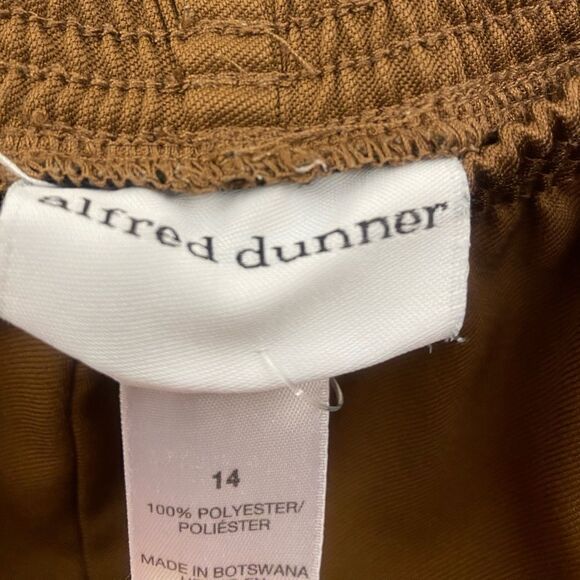 alfred dunner
14
100% POLYESTER/
POLIÉSTER
MADE IN BOTSWANA